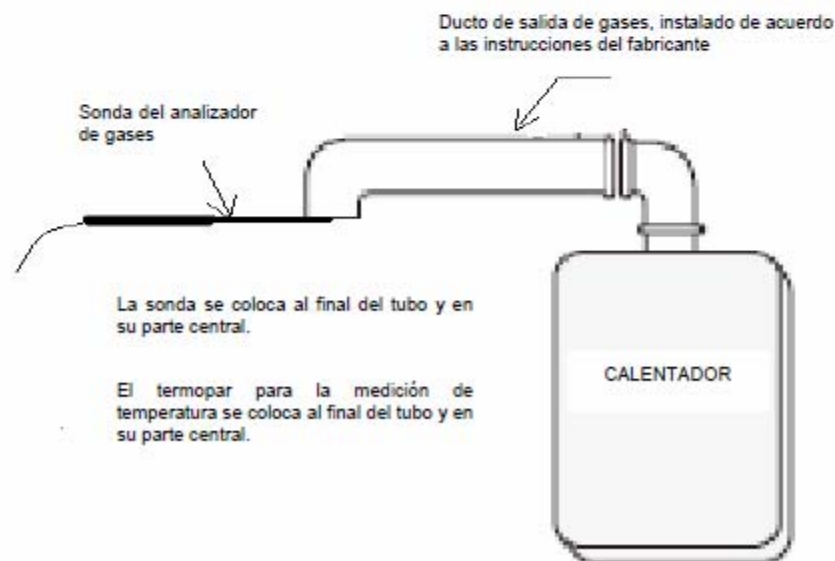 Ducto de salida de gases, instalado de acuerdo
a las instrucciones del fabricante
Sonda del analizador
de gases
La sonda se coloca al final del tubo y en
su parte central.
El termopar para la medición de
temperatura se coloca al final del tubo y en
su parte central.
CALENTADOR